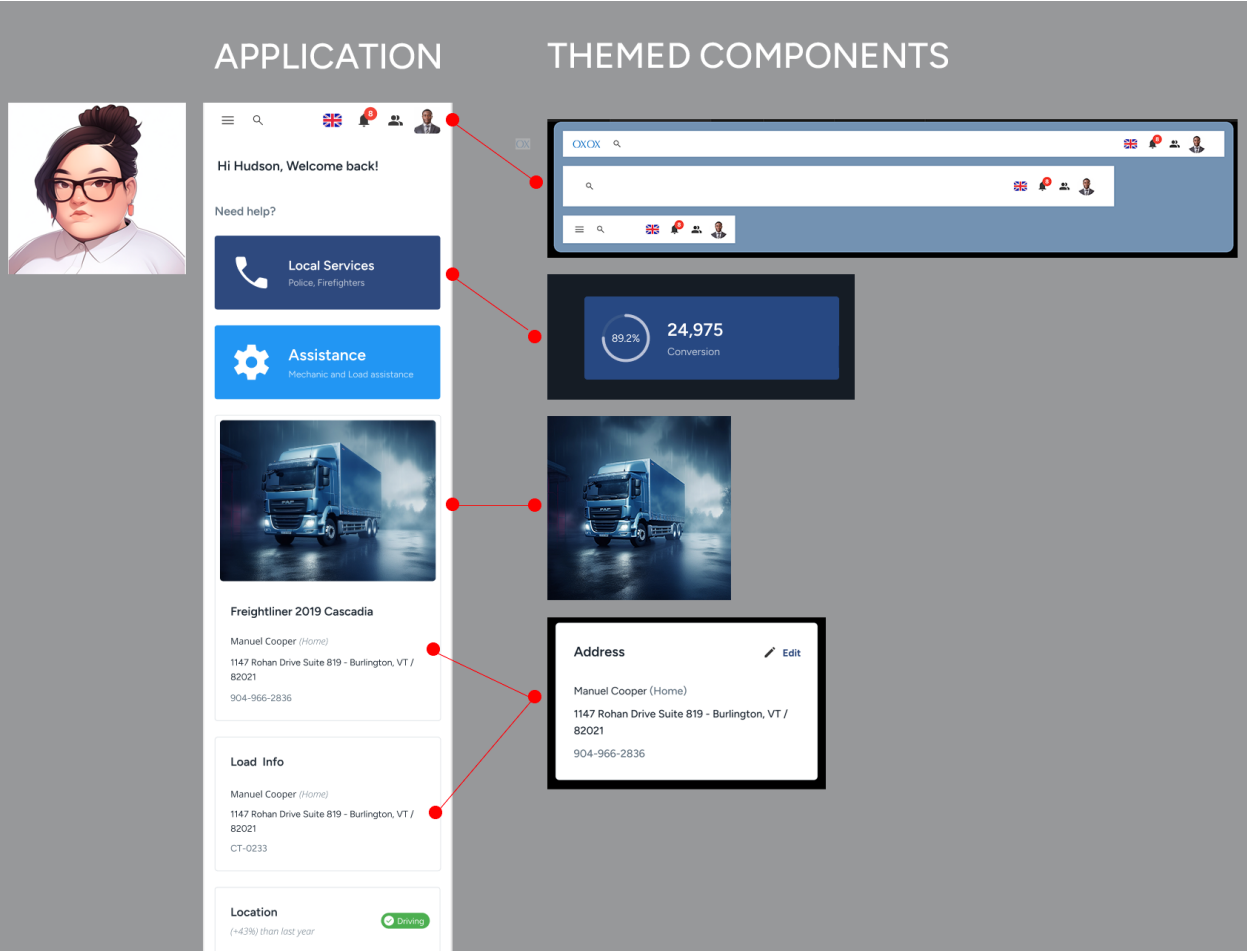 APPLICATION
THEMED COMPONENTS
8
Hi Hudson, Welcome back!
Need help?
Local Services
Police, Firefighters
Assistance
Mechanic and Load assistance
Freightliner 2019 Cascadia
Manuel Cooper (Home)
1147 Rohan Drive Suite 819 - Burlington, VT /
82021
904-966-2836
Load Info
Manuel Cooper (Home)
1147 Rohan Drive Suite 819 - Burlington, VT /
82021
CT-0233
Location
Driving
(+43%) than last year
OXOX
8
8
8
89.2%
24,975
Conversion
Address
Edit
Manuel Cooper (Home)
1147 Rohan Drive Suite 819 - Burlington, VT /
82021
904-966-2836